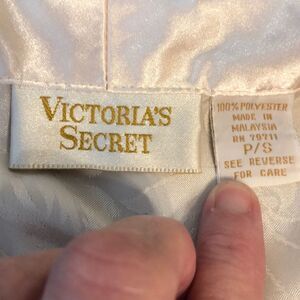 VICTORIA'S
SECRET
100% POLYESTER
MADE IN
MALAYSIA
RN 79711
P/S
SEE REVERSE
FOR CARE